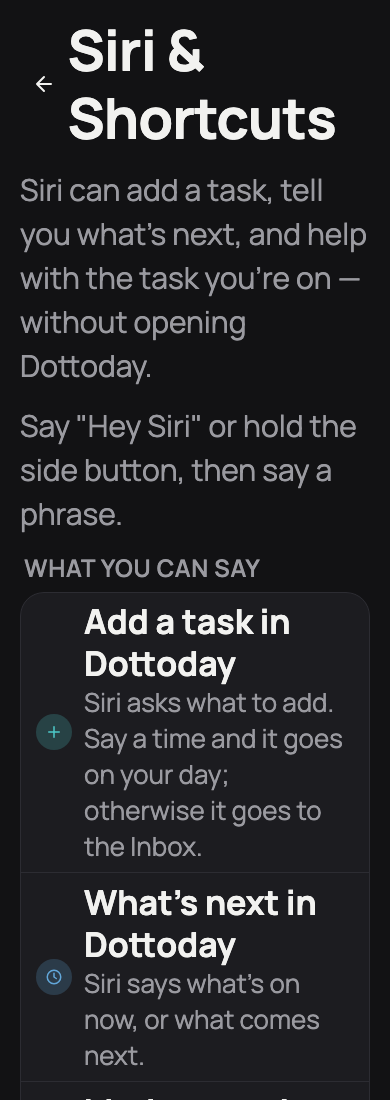 Siri &
Shortcuts
Siri can add a task, tell
you what's next, and help
with the task you're on —
without opening
Dottoday.
Say "Hey Siri" or hold the
side button, then say a
phrase.
WHAT YOU CAN SAY
Add a task in
Dottoday
Siri asks what to add.
Say a time and it goes
on your day;
otherwise it goes to
the Inbox.
What's next in
Dottoday
Siri says what's on
now, or what comes
next.